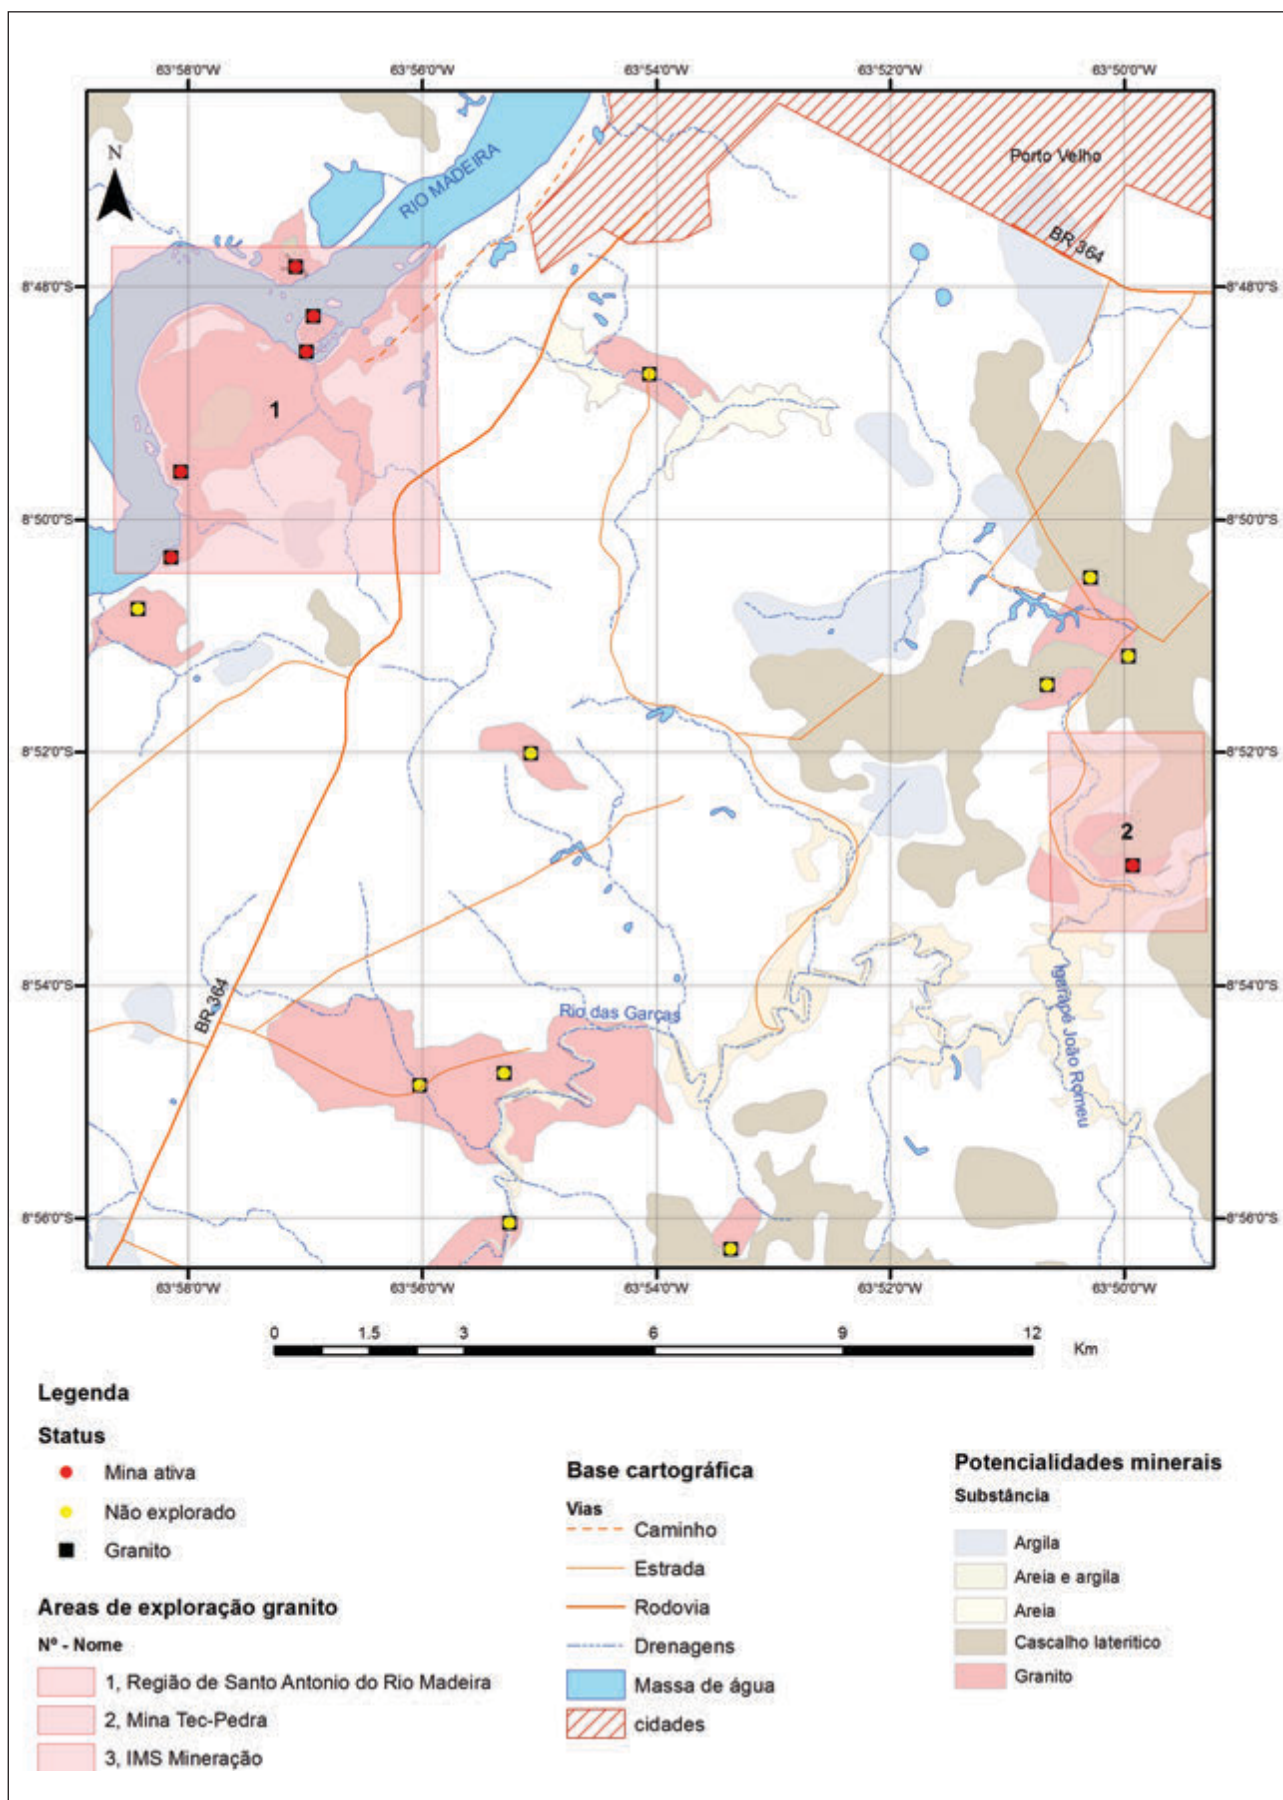 63°58'0"W 63°56'0"W 63°54'0"W 63°52'0"W 63°50'0"W
N
RIO MADEIRA
Porto Velho
BR 364
8°48'0"S 8°48'0"S
1
8°50'0"S 8°50'0"S
8°52'0"S 8°52'0"S
2
8°54'0"S 8°54'0"S
BR 364
Rio das Garças
Igarapé João Romeu
8°56'0"S 8°56'0"S
63°58'0"W 63°56'0"W 63°54'0"W 63°52'0"W 63°50'0"W
0 1.5 3 6 9 12
Km
Legenda
Status
Mina ativa
Não explorado
Granito
Areas de exploração granito
Nº - Nome
1, Região de Santo Antonio do Rio Madeira
2, Mina Tec-Pedra
3, IMS Mineração
Base cartográfica
Vias
Caminho
Estrada
Rodovia
Drenagens
Massa de água
cidades
Potencialidades minerais
Substância
Argila
Areia e argila
Areia
Cascalho laterítico
Granito